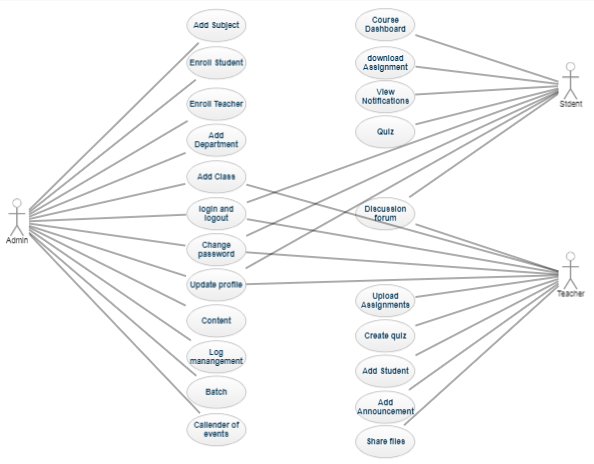 Add Subject
Enroll Student
Enroll Teacher
Add
Department
Add Class
login and
logout
Change
password
Update profile
Content
Log
manangement
Batch
Callender of
events
Admin
Course
Dashboard
download
Assignment
View
Notifications
Quiz
Discussion
forum
Upload
Assignments
Create quiz
Add Student
Add
Announcement
Share files
Stdent
Teacher